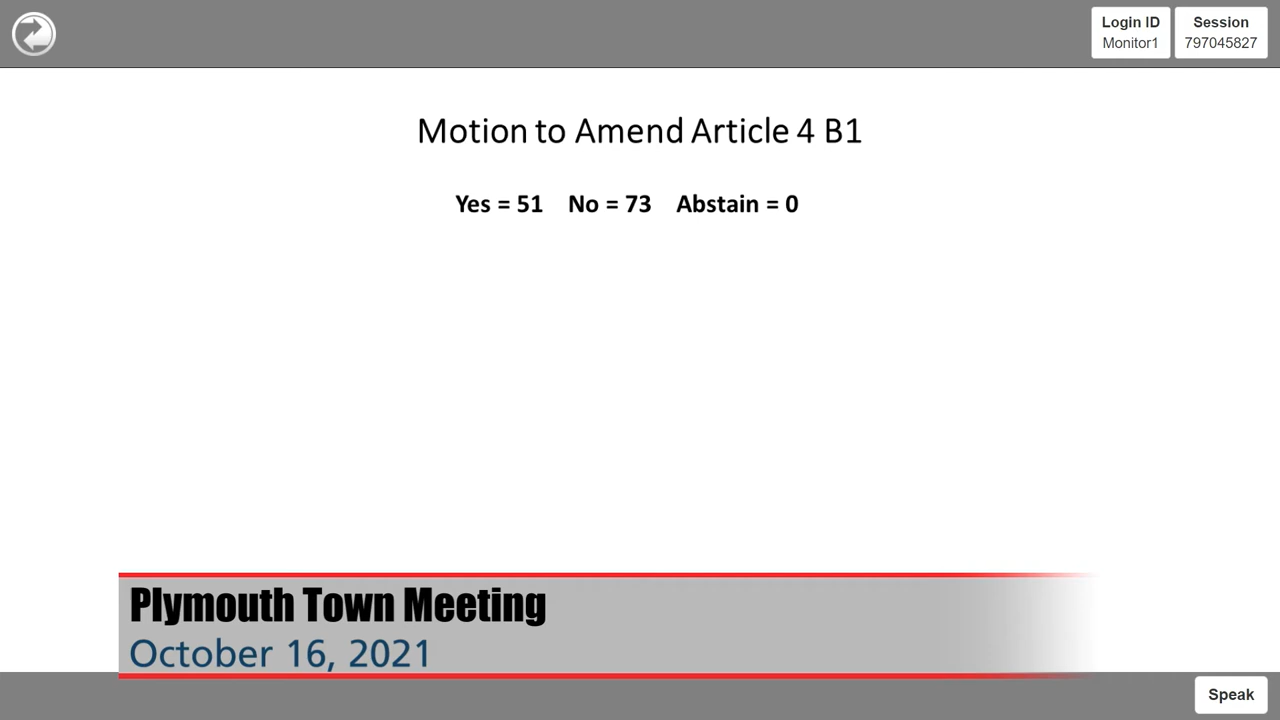 Login ID
Monitor1
Session
797045827
Motion to Amend Article 4 B1
Yes = 51 No = 73 Abstain = 0
Plymouth Town Meeting
October 16, 2021
Speak